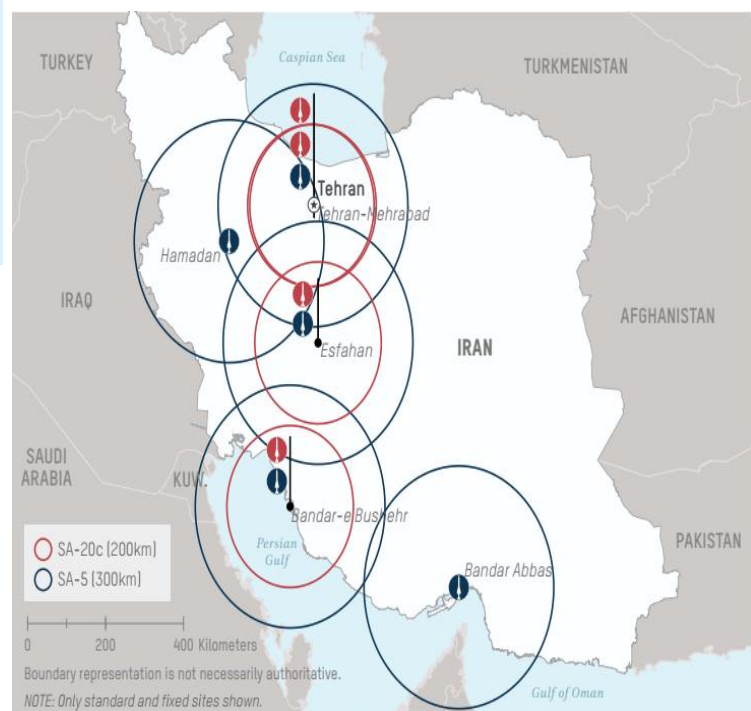 TURKEY
Caspian Sea
TURKMENISTAN
Tehran
Tehran-Mehrabad
Hamadan
IRAQ
Esfahan
IRAN
AFGHANISTAN
SAUDI
ARABIA
KUW.
Bandar-e Bushehr
Persian
Gulf
Bandar Abbas
PAKISTAN
SA-20c (200km)
SA-5 (300km)
0 200 400 Kilometers
Boundary representation is not necessarily authoritative.
NOTE: Only standard and fixed sites shown.
Gulf of Oman